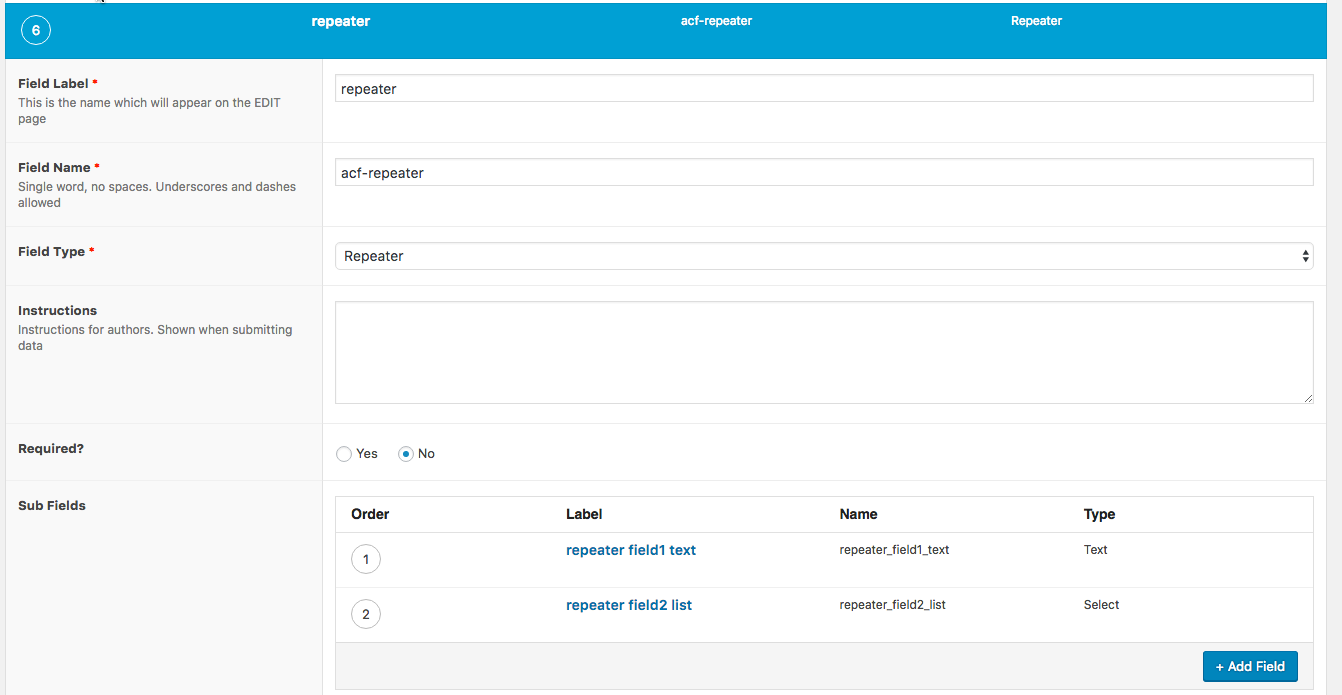 6 repeater acf-repeater Repeater
Field Label *
This is the name which will appear on the EDIT
page
repeater
Field Name *
Single word, no spaces. Underscores and dashes
allowed
acf-repeater
Field Type *
Repeater
Instructions
Instructions for authors. Shown when submitting
data
Required?
Yes No
Sub Fields
Order Label Name Type
1 repeater field1 text repeater_field1_text Text
2 repeater field2 list repeater_field2_list Select
+ Add Field